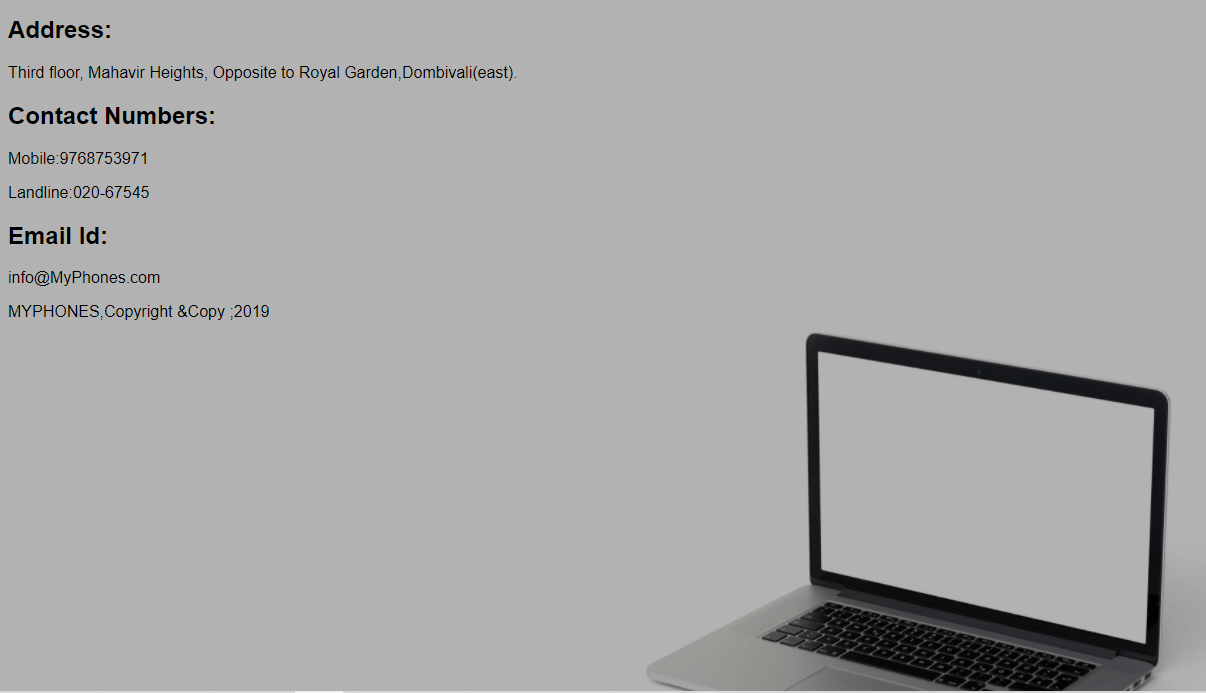 Address:
Third floor, Mahavir Heights, Opposite to Royal Garden,Dombivali(east).
Contact Numbers:
Mobile:9768753971
Landline:020-67545
Email Id:
info@MyPhones.com
MYPHONES,Copyright &Copy ;2019